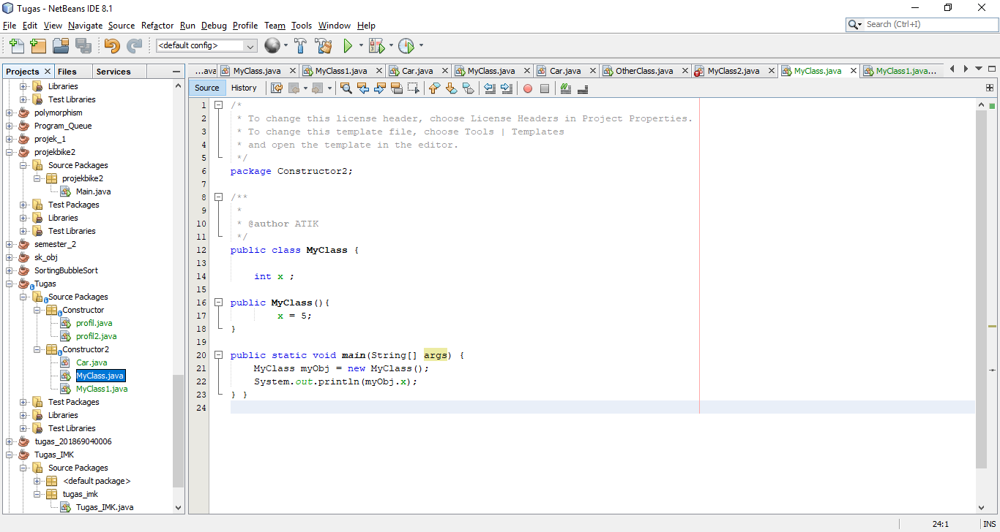 Tugas - NetBeans IDE 8.1
File Edit View Navigate Source Refactor Run Debug Profile Team Tools Window Help
Search (Ctrl+I)
<default config>
Projects Files Services
...ava MyClass.java MyClass1.java Car.java MyClass.java Car.java OtherClass.java MyClass2.java MyClass.java MyClass1.java...
Source History
Libraries
Test Libraries
polymorphism
Program_Queue
projek_1
projekbike2
Source Packages
projekbike2
Main.java
Test Packages
Libraries
Test Libraries
semester_2
sk_obj
SortingBubbleSort
Tugas
Source Packages
Constructor
profil.java
profil2.java
Constructor2
Car.java
MyClass.java
MyClass1.java
Test Packages
Libraries
Test Libraries
tugas_201869040006
Tugas_IMK
Source Packages
<default package>
tugas_imk
Tugas_IMK.java
1 /*
2 * To change this license header, choose License Headers in Project Properties.
3 * To change this template file, choose Tools | Templates
4 * and open the template in the editor.
5 */
6 package Constructor2;
7
8 /**
9 *
10 * @author ATIK
11 */
12 public class MyClass {
13
14 int x ;
15
16 public MyClass(){
17 x = 5;
18 }
19
20 public static void main(String[] args) {
21 MyClass myObj = new MyClass();
22 System.out.println(myObj.x);
23 } }
24
24:1 INS